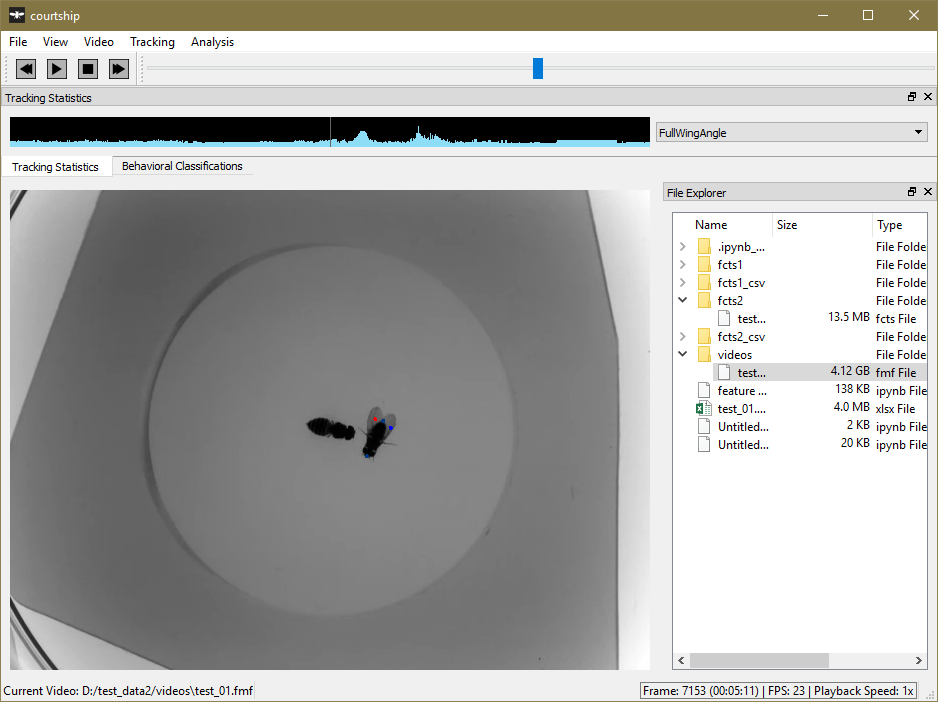 courtship
File View Video Tracking Analysis
Tracking Statistics
FullWingAngle
Tracking Statistics Behavioral Classifications
File Explorer
Name Size Type
.ipynb_... File Folde
fcts1 File Folde
fcts1_csv File Folde
fcts2 File Folde
test... 13.5 MB fcts File
fcts2_csv File Folde
videos File Folde
test... 4.12 GB fmf File
feature ... 138 KB ipynb File
test_01.... 4.0 MB xlsx File
Untitled... 2 KB ipynb File
Untitled... 20 KB ipynb File
Current Video: D:/test_data2/videos\test_01.fmf
Frame: 7153 (00:05:11) | FPS: 23 | Playback Speed: 1x